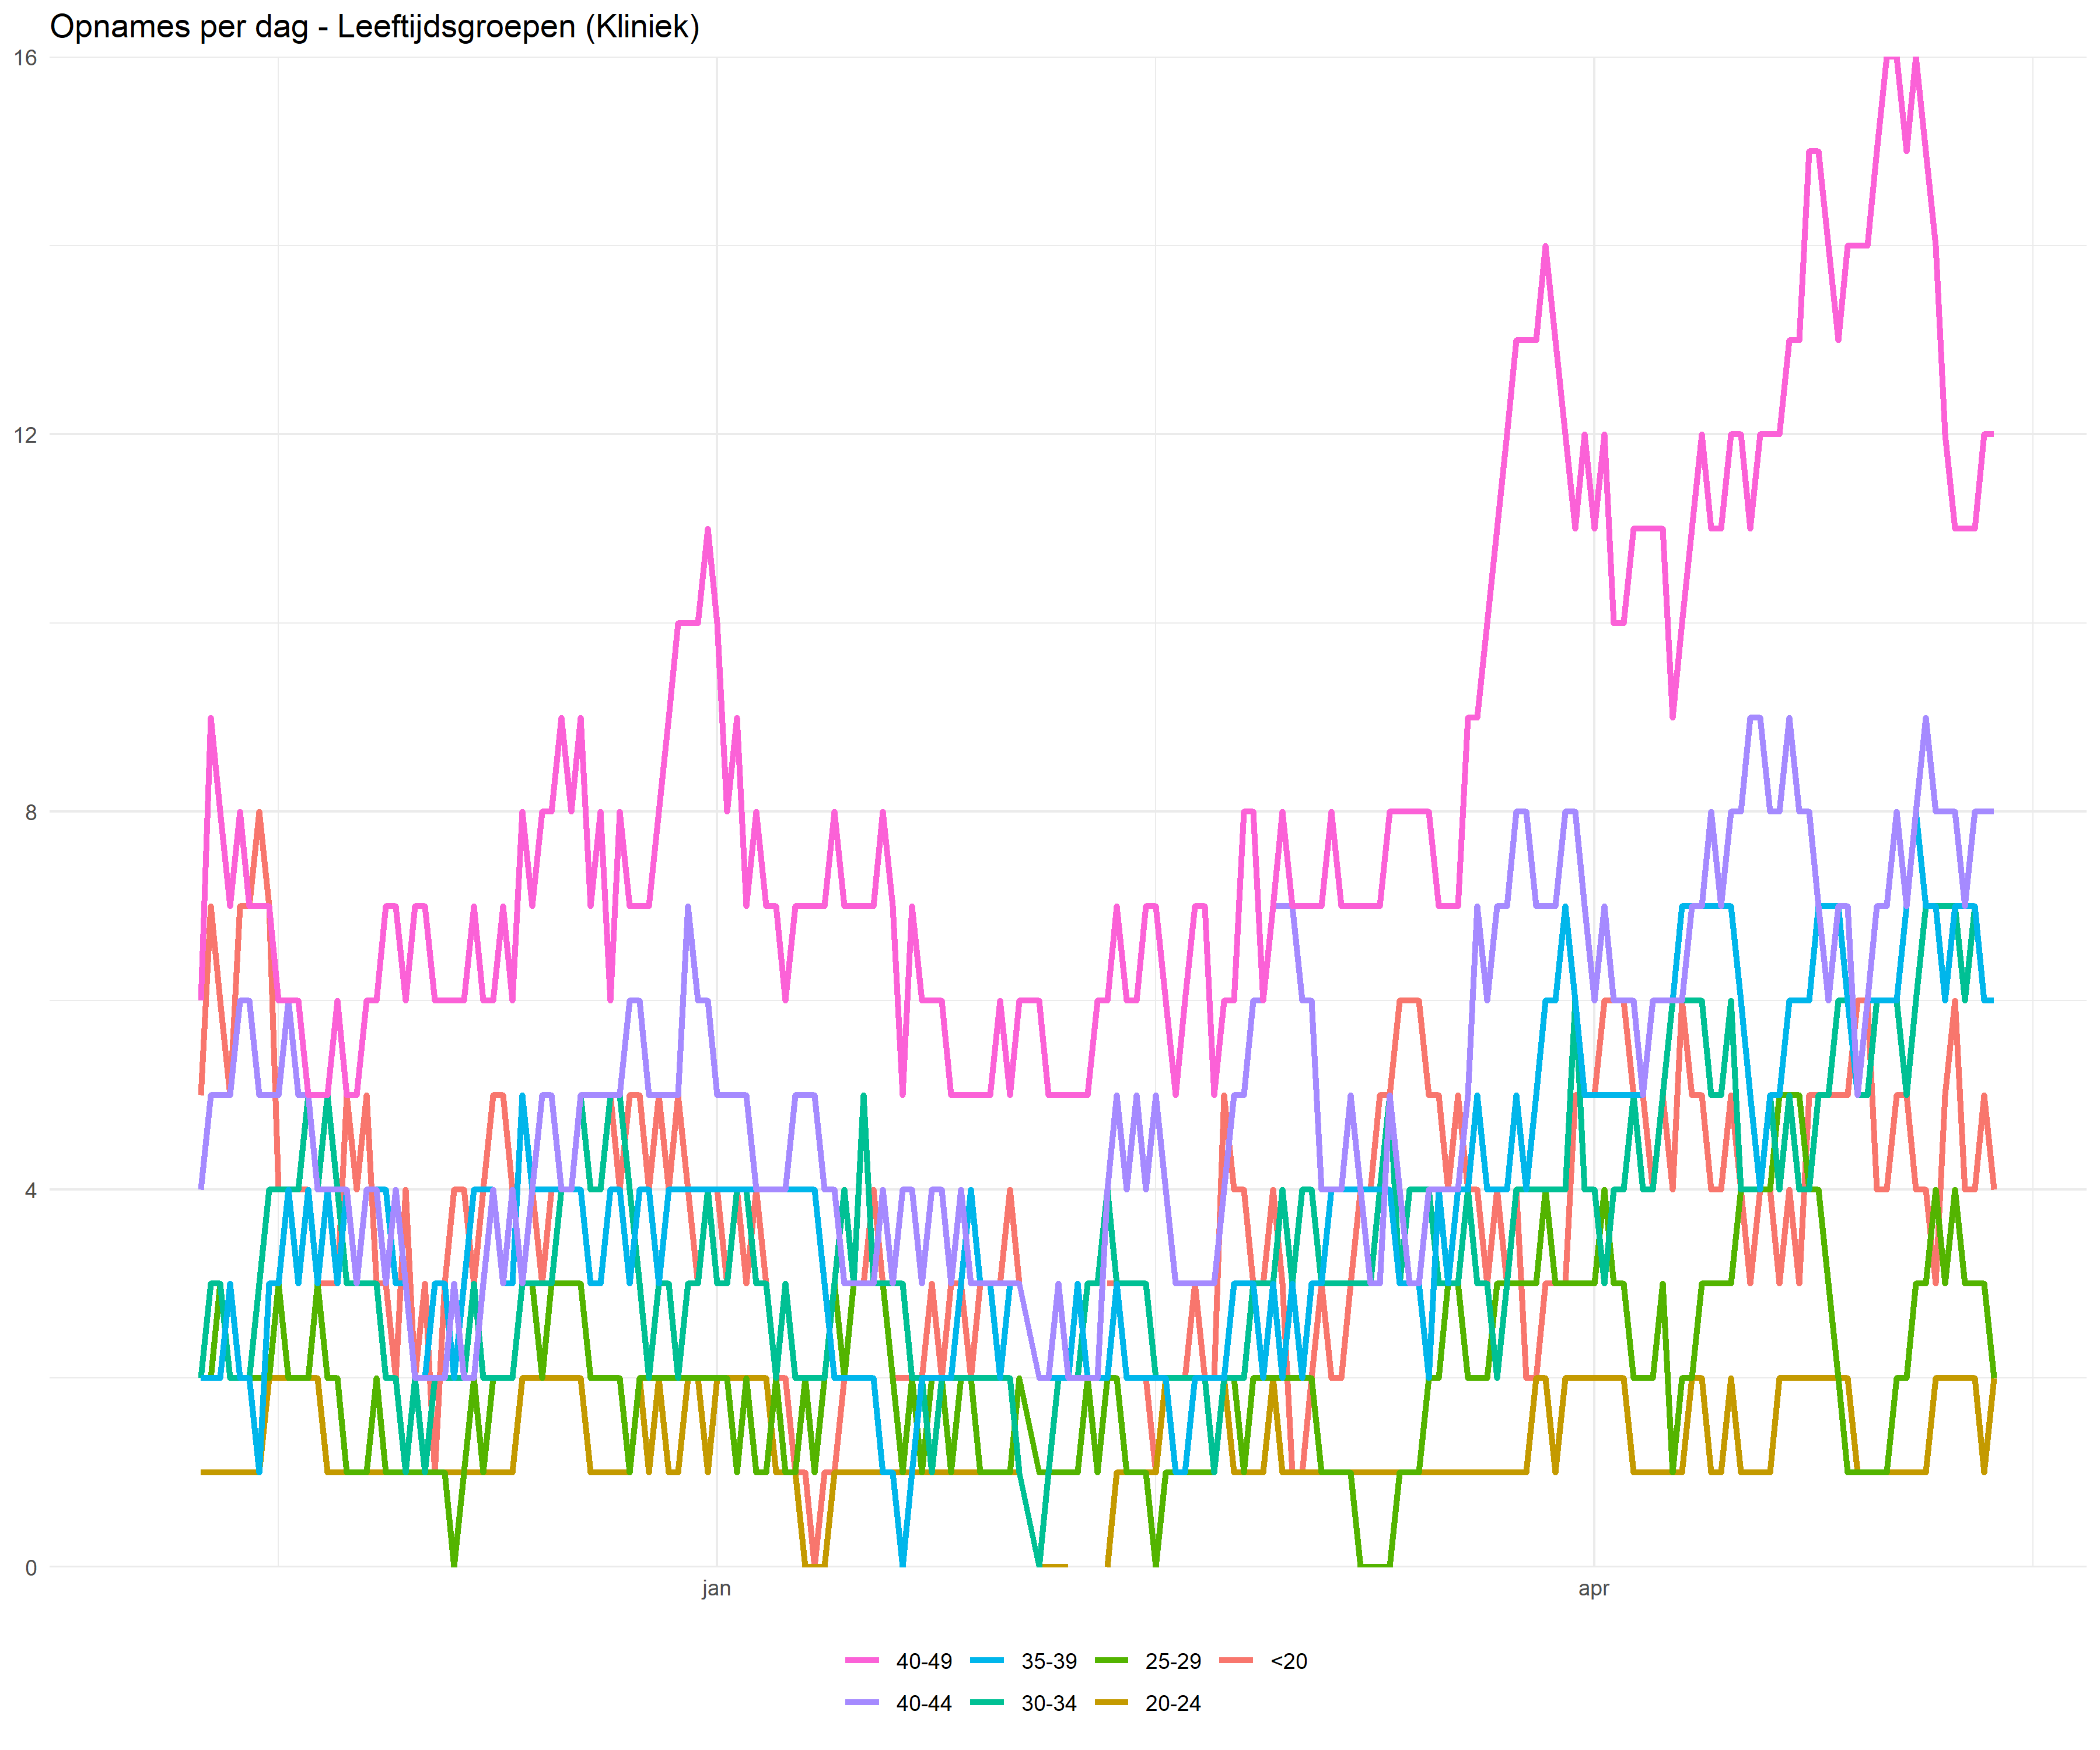 Opnames per dag - Leeftijdsgroepen (Kliniek)
16
12
8
4
0
jan apr
40-49 35-39 25-29 <20
40-44 30-34 20-24